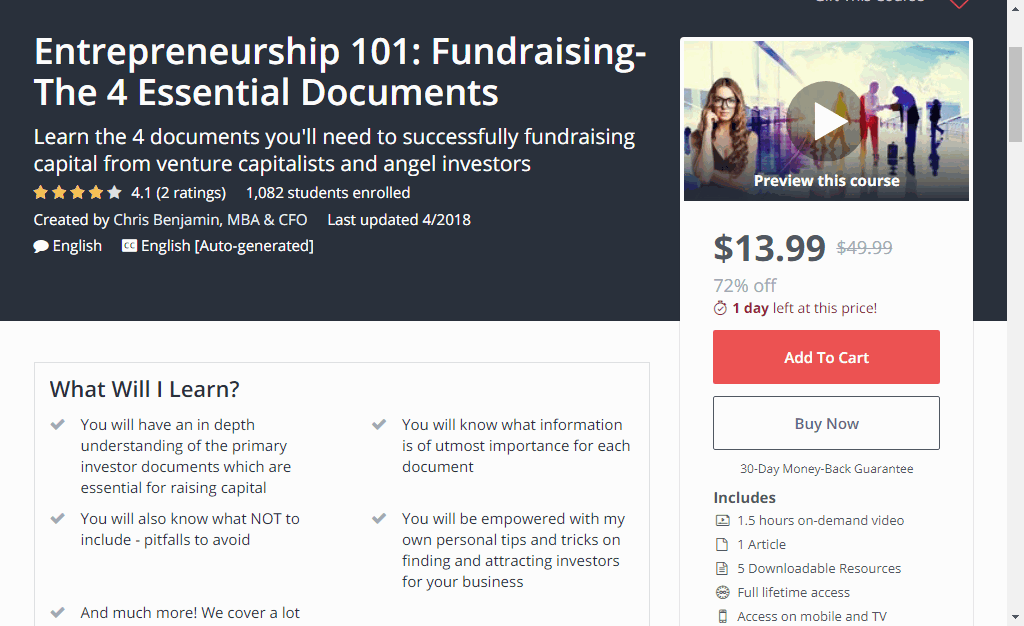 Gift This Course
Entrepreneurship 101: Fundraising-
The 4 Essential Documents
Learn the 4 documents you'll need to successfully fundraising
capital from venture capitalists and angel investors
4.1 (2 ratings) 1,082 students enrolled
Created by Chris Benjamin, MBA & CFO Last updated 4/2018
English CC English [Auto-generated]
Preview this course
$13.99 $49.99
72% off
1 day left at this price!
Add To Cart
Buy Now
30-Day Money-Back Guarantee
Includes
1.5 hours on-demand video
1 Article
5 Downloadable Resources
Full lifetime access
Access on mobile and TV
What Will I Learn?
You will have an in depth
understanding of the primary
investor documents which are
essential for raising capital
You will know what information
is of utmost importance for each
document
You will also know what NOT to
include - pitfalls to avoid
You will be empowered with my
own personal tips and tricks on
finding and attracting investors
for your business
And much more! We cover a lot